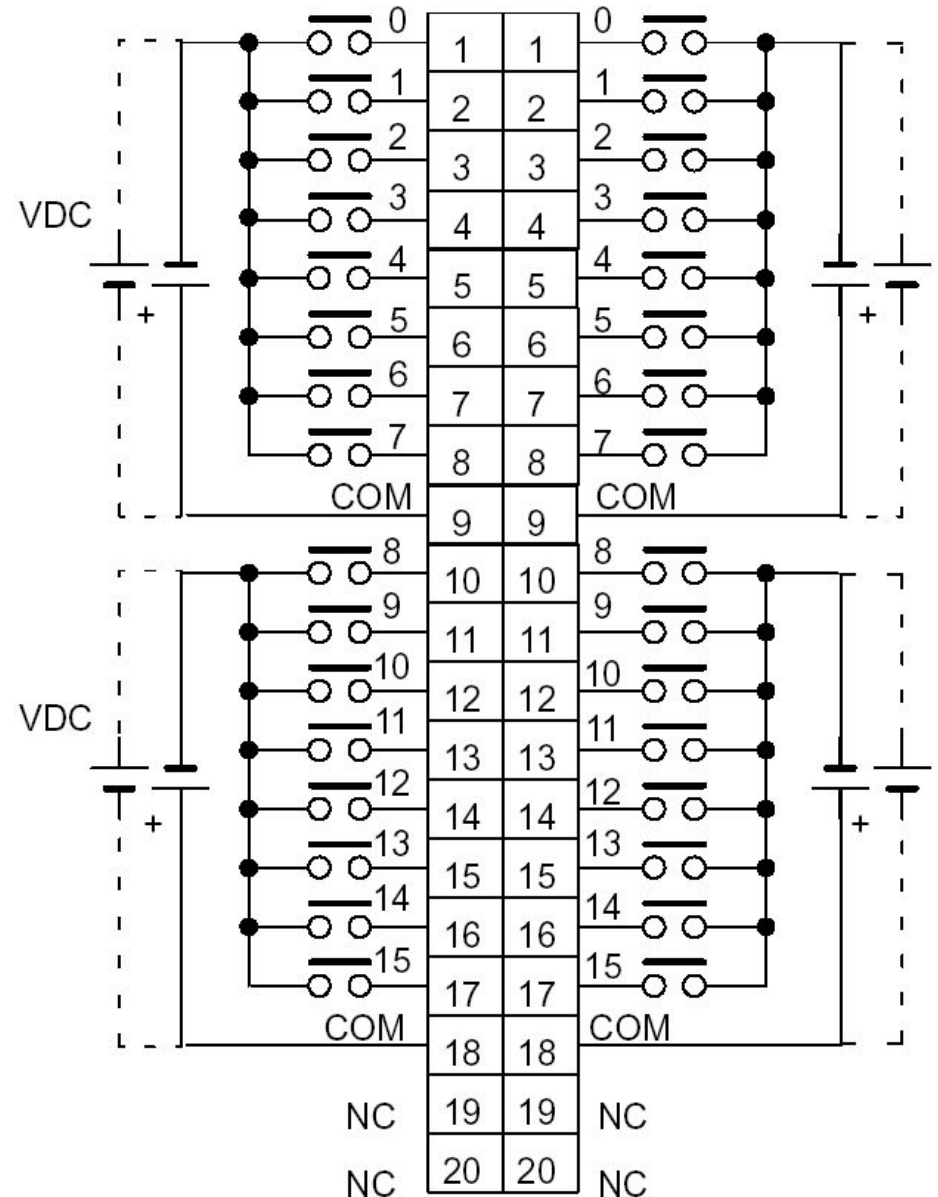 0 1 1 0
1 2 2 1
2 3 3 2
VDC 3 4 4 3
4 5 5 4
+ 5 6 6 5 +
6 7 7 6
7 8 8 7
COM 9 9 COM
8 10 10 8
9 11 11 9
10 12 12 10
VDC 11 13 13 11
12 14 14 12
+ 13 15 15 13 +
14 16 16 14
15 17 17 15
COM 18 18 COM
NC 19 19 NC
NC 20 20 NC